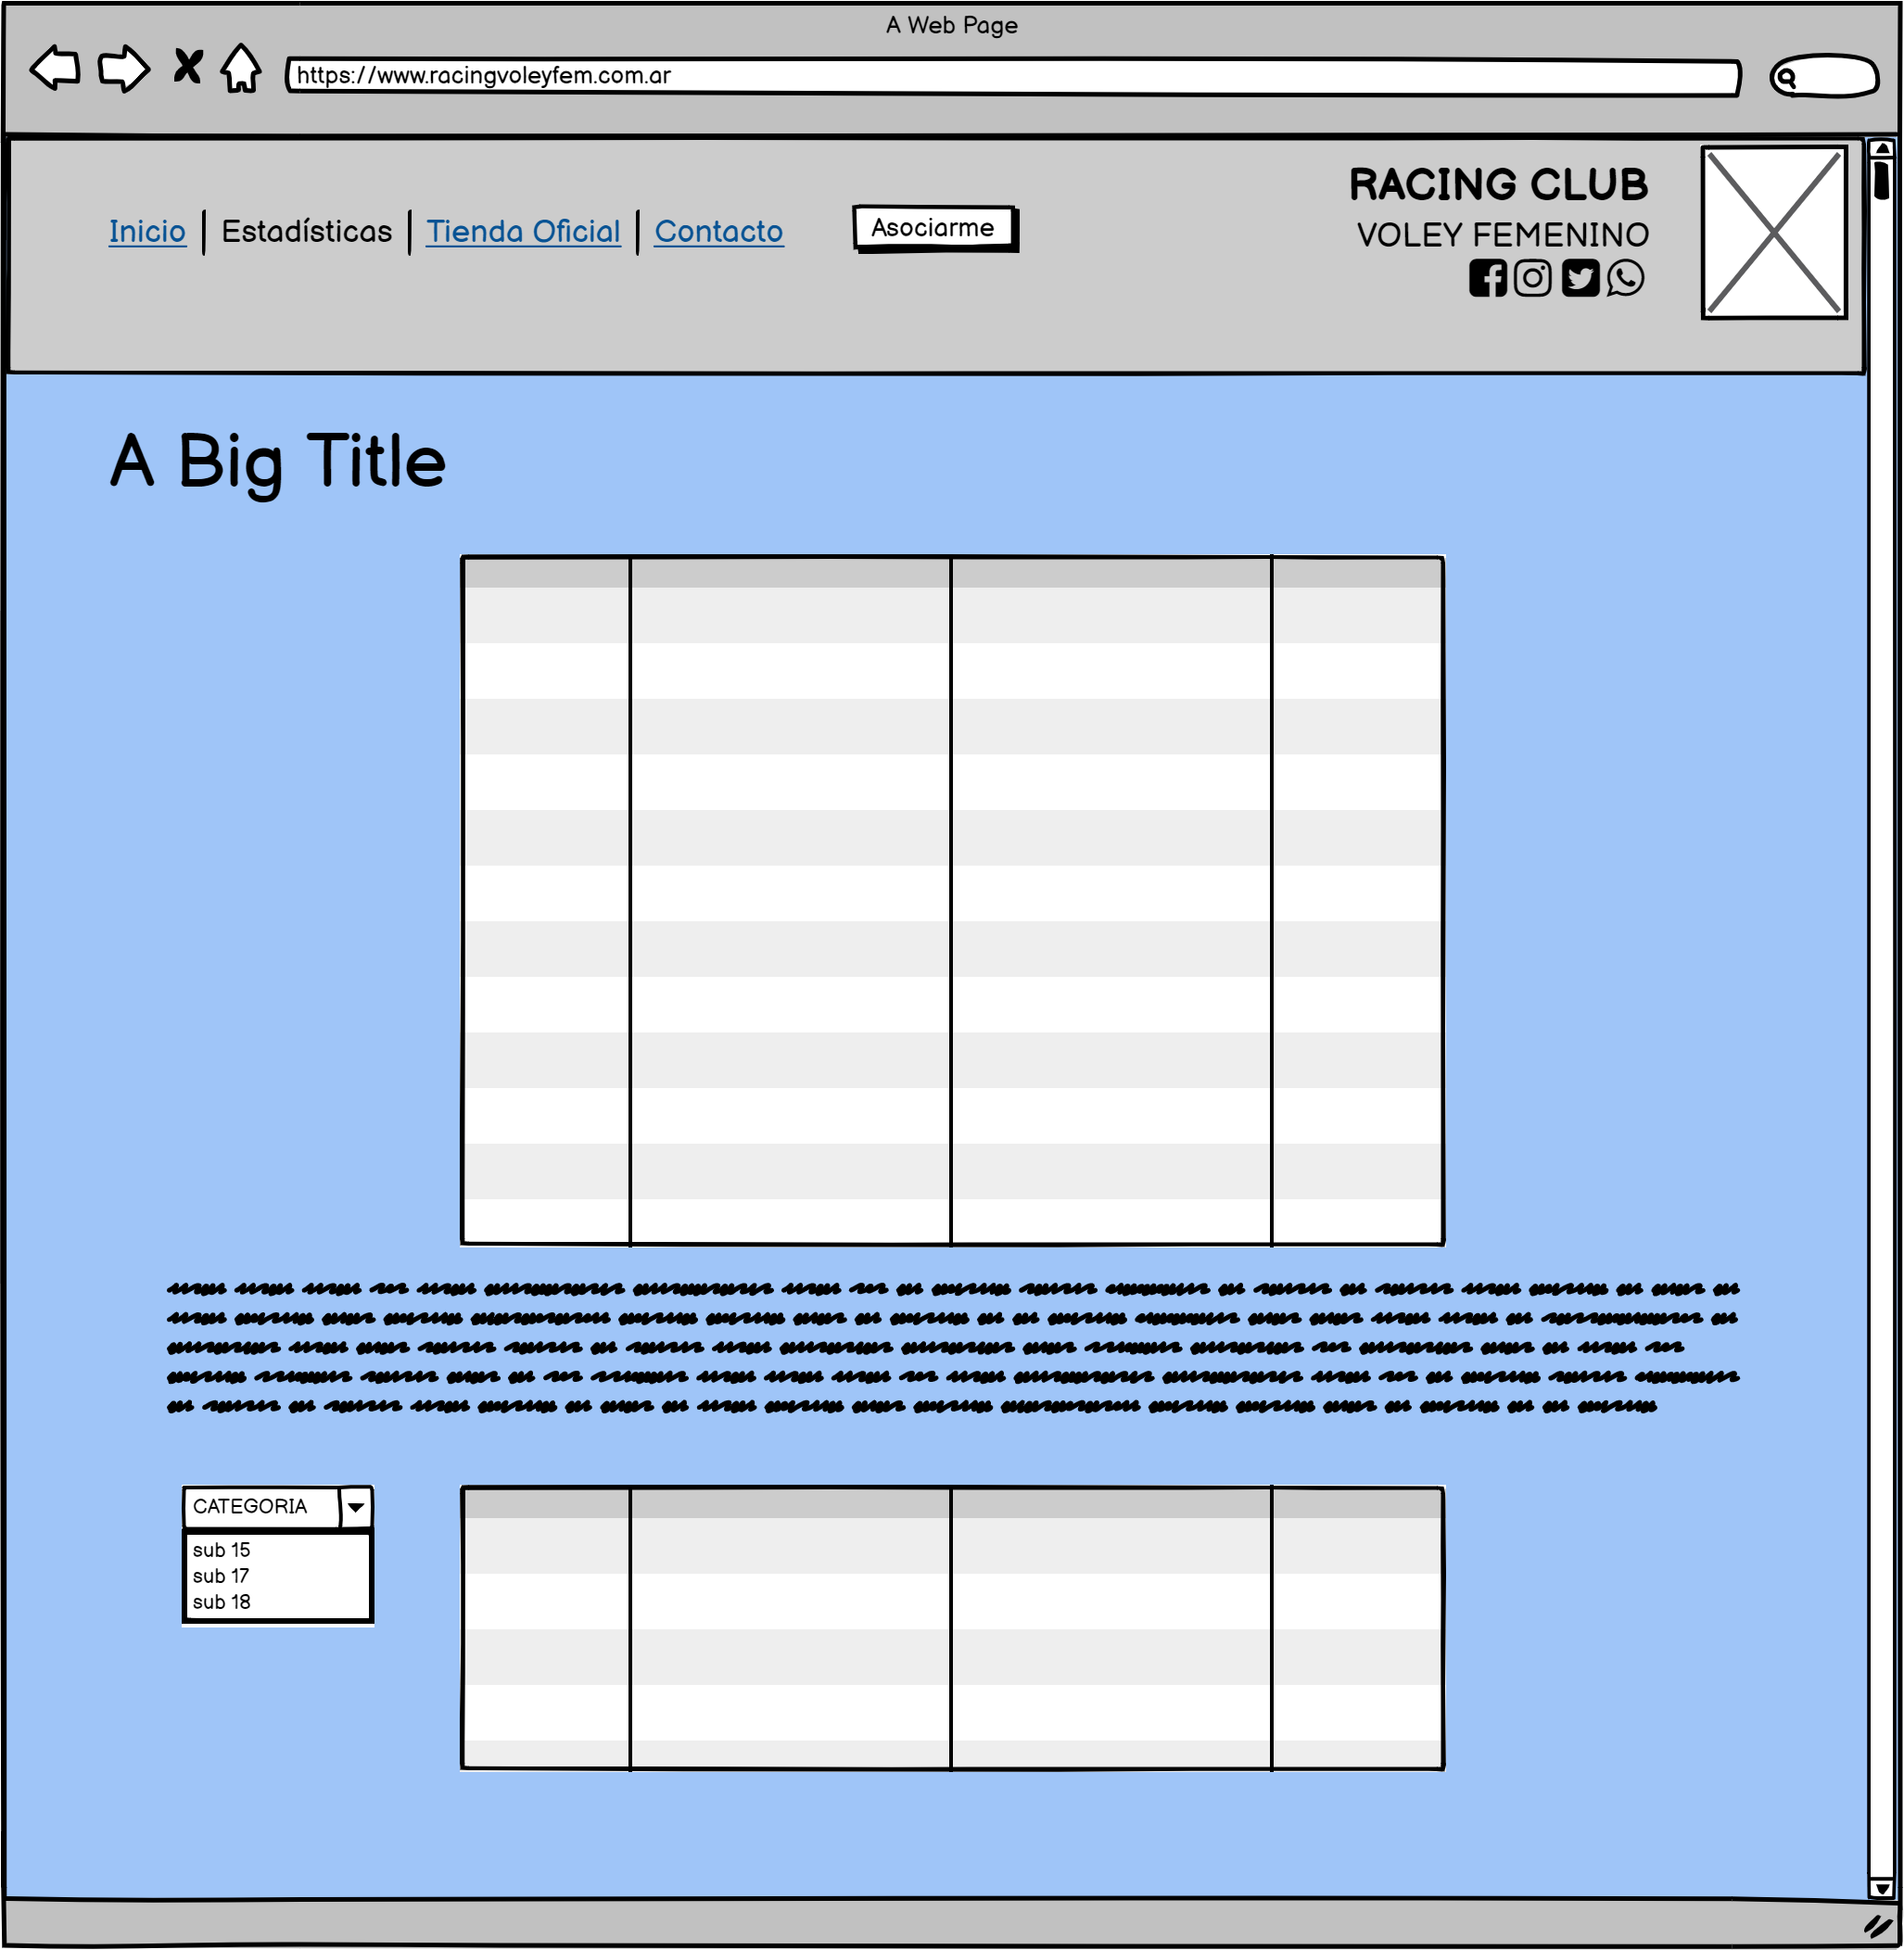 A Web Page
https://www.racingvoleyfem.com.ar
RACING CLUB
Inicio Estadísticas Tienda Oficial Contacto Asociarme
VOLEY FEMENINO
A Big Title
CATEGORIA
sub 15
sub 17
sub 18